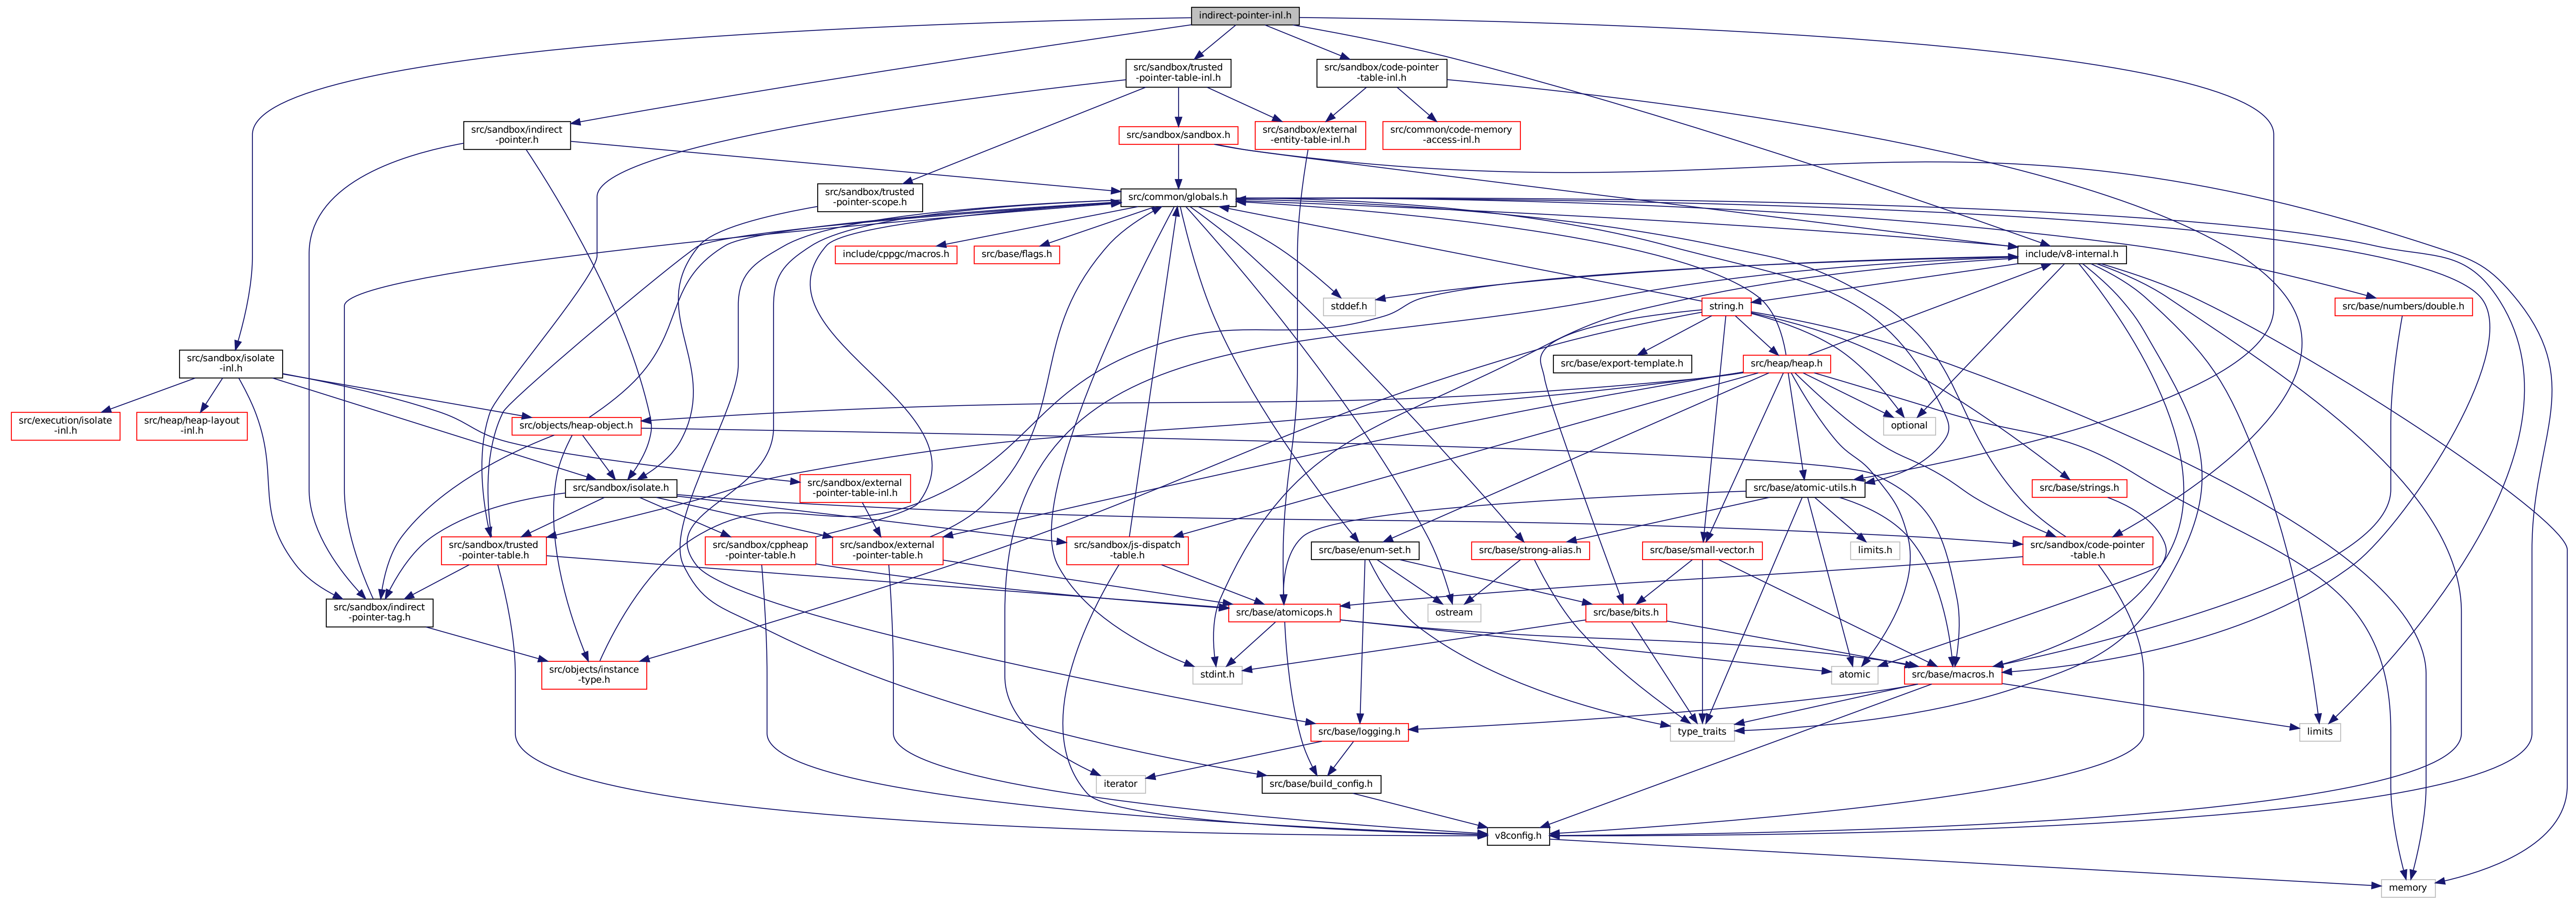 indirect-pointer-inl.h
src/sandbox/trusted
-pointer-table-inl.h
src/sandbox/code-pointer
-table-inl.h
src/sandbox/indirect
-pointer.h
src/sandbox/sandbox.h
src/sandbox/external
-entity-table-inl.h
src/common/code-memory
-access-inl.h
src/sandbox/trusted
-pointer-scope.h
src/common/globals.h
include/cppgc/macros.h
src/base/flags.h
include/v8-internal.h
stddef.h
string.h
src/base/numbers/double.h
src/sandbox/isolate
-inl.h
src/base/export-template.h
src/heap/heap.h
src/execution/isolate
-inl.h
src/heap/heap-layout
-inl.h
src/objects/heap-object.h
optional
src/sandbox/isolate.h
src/sandbox/external
-pointer-table-inl.h
src/base/atomic-utils.h
src/base/strings.h
src/sandbox/trusted
-pointer-table.h
src/sandbox/cppheap
-pointer-table.h
src/sandbox/external
-pointer-table.h
src/sandbox/js-dispatch
-table.h
src/base/enum-set.h
src/base/strong-alias.h
src/base/small-vector.h
limits.h
src/sandbox/code-pointer
-table.h
src/sandbox/indirect
-pointer-tag.h
src/base/atomicops.h
ostream
src/base/bits.h
src/objects/instance
-type.h
stdint.h
atomic
src/base/macros.h
src/base/logging.h
type_traits
limits
iterator
src/base/build_config.h
v8config.h
memory